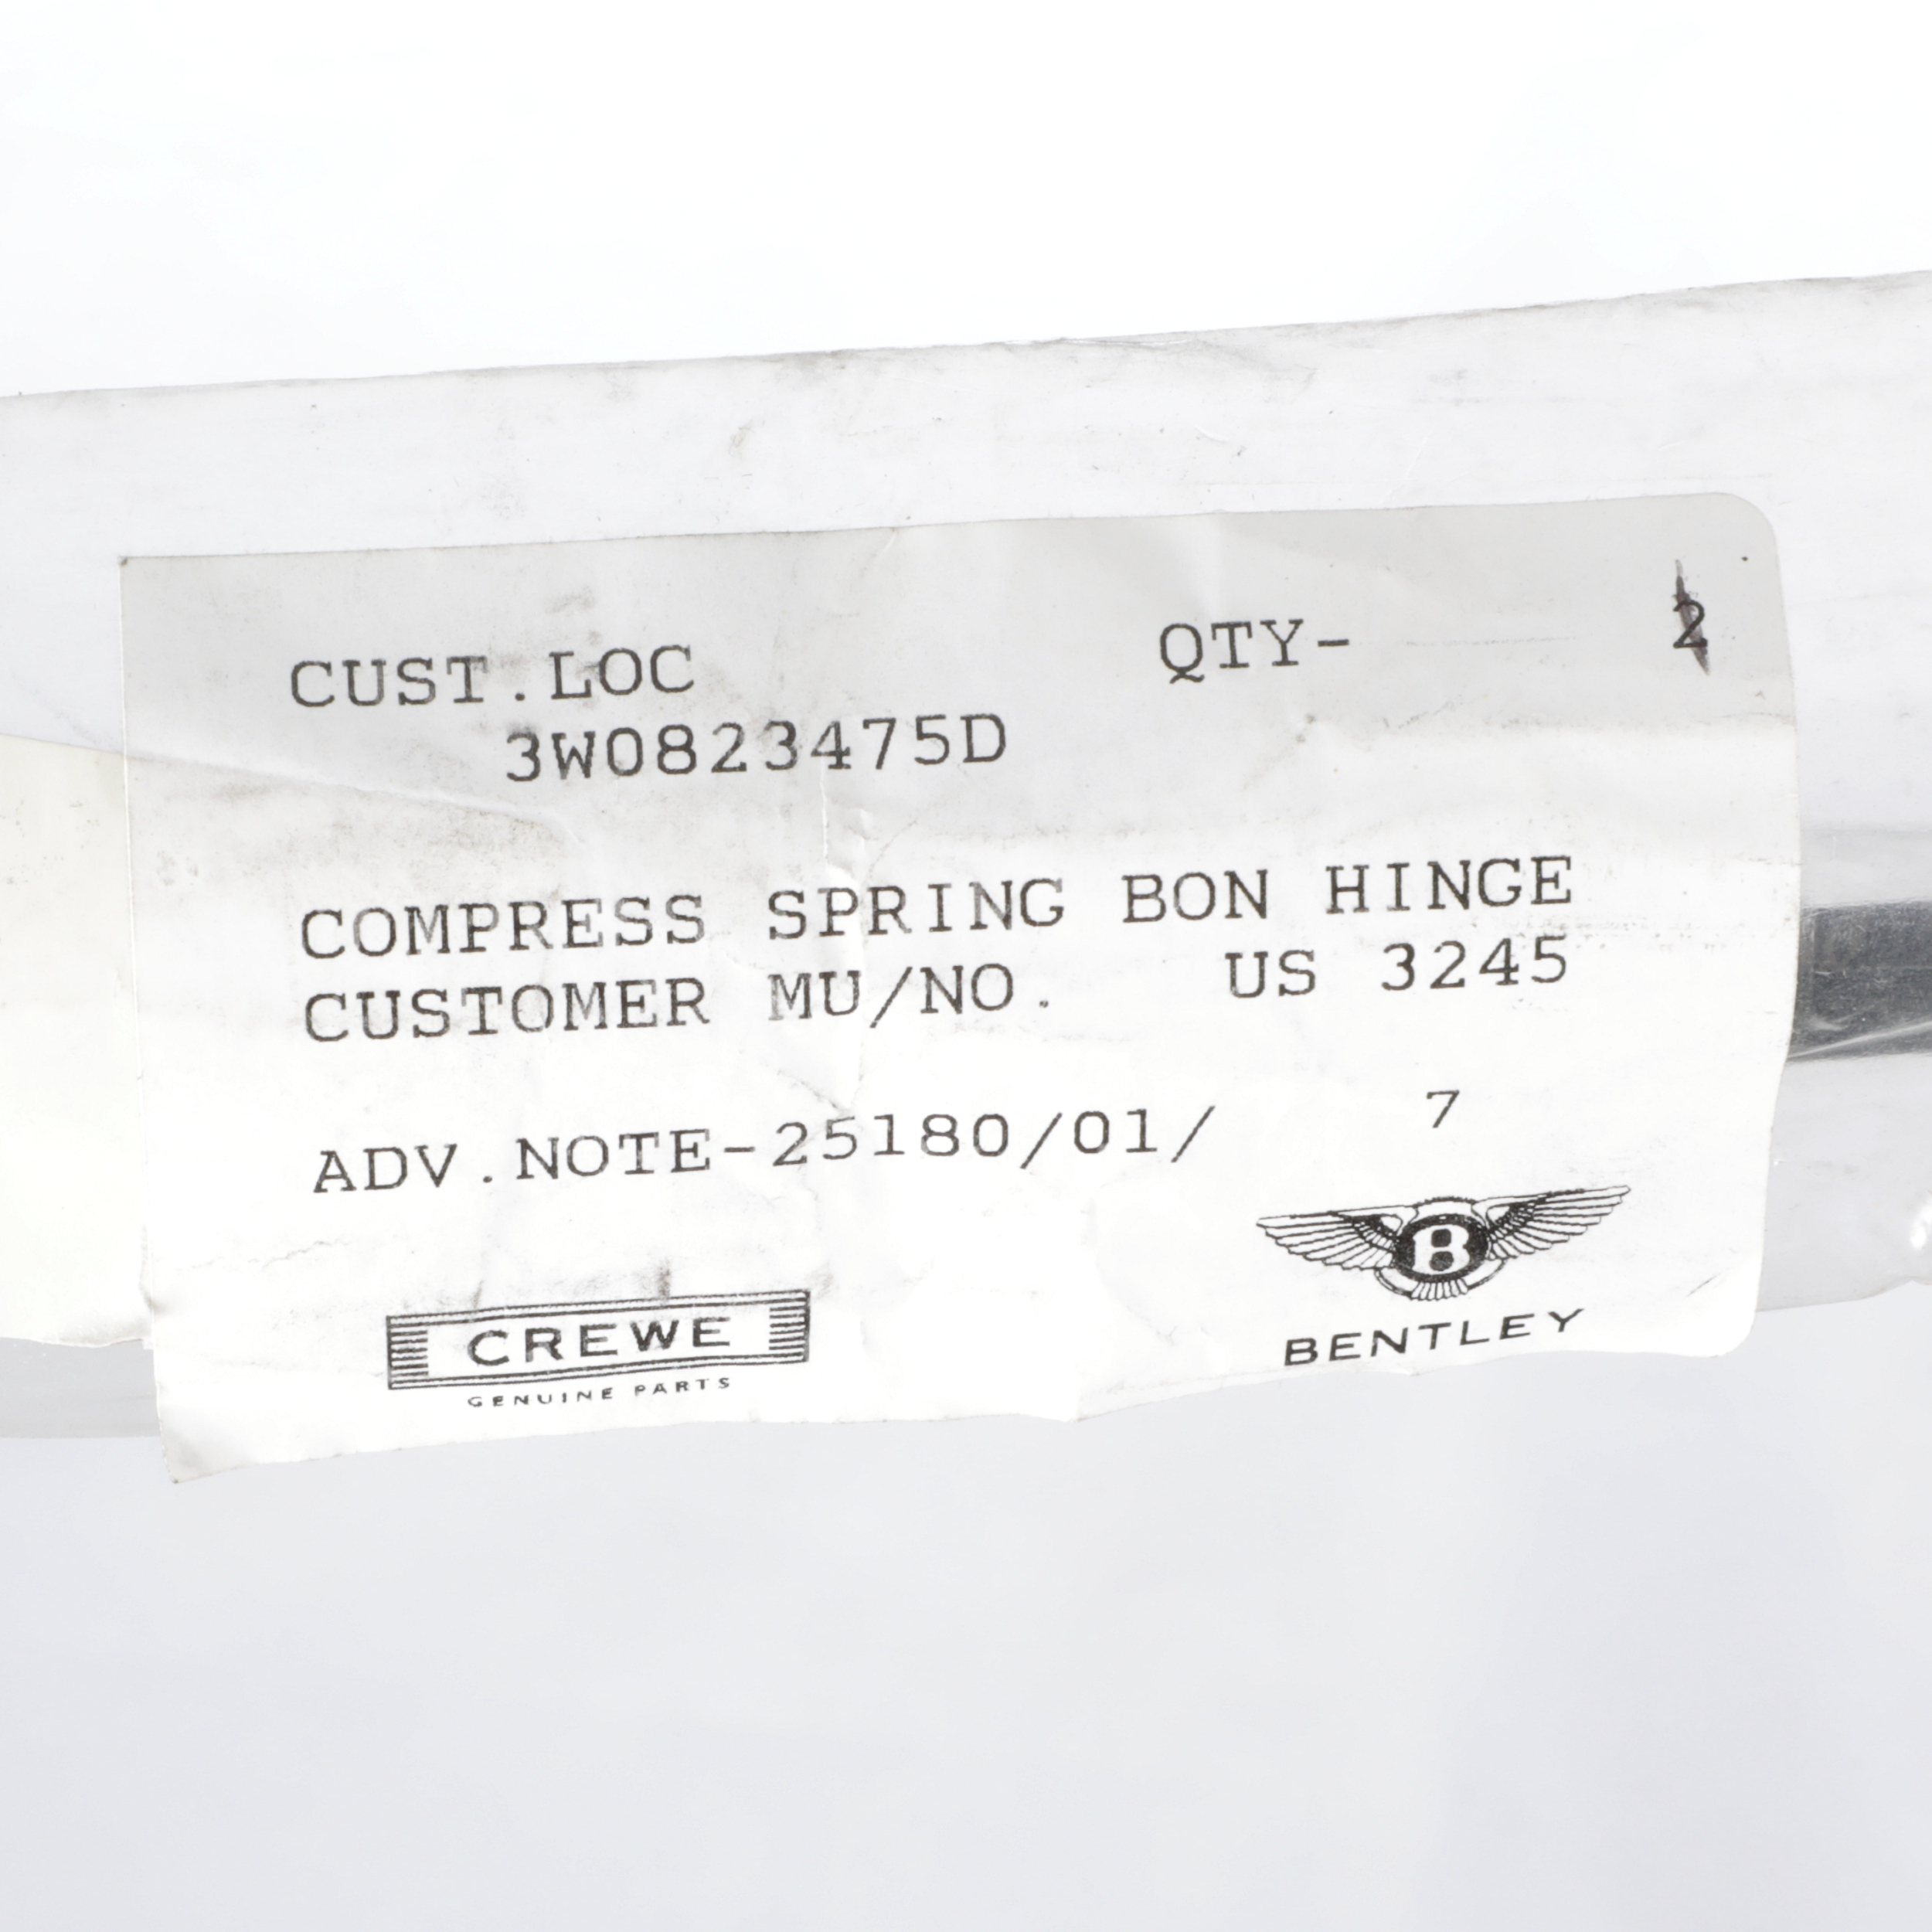 CUST.LOC QTY- 2
3W0823475D
COMPRESS SPRING BON HINGE
CUSTOMER MU/NO. US 3245
ADV.NOTE-25180/01/ 7
B
CREWE
GENUINE PARTS
BENTLEY